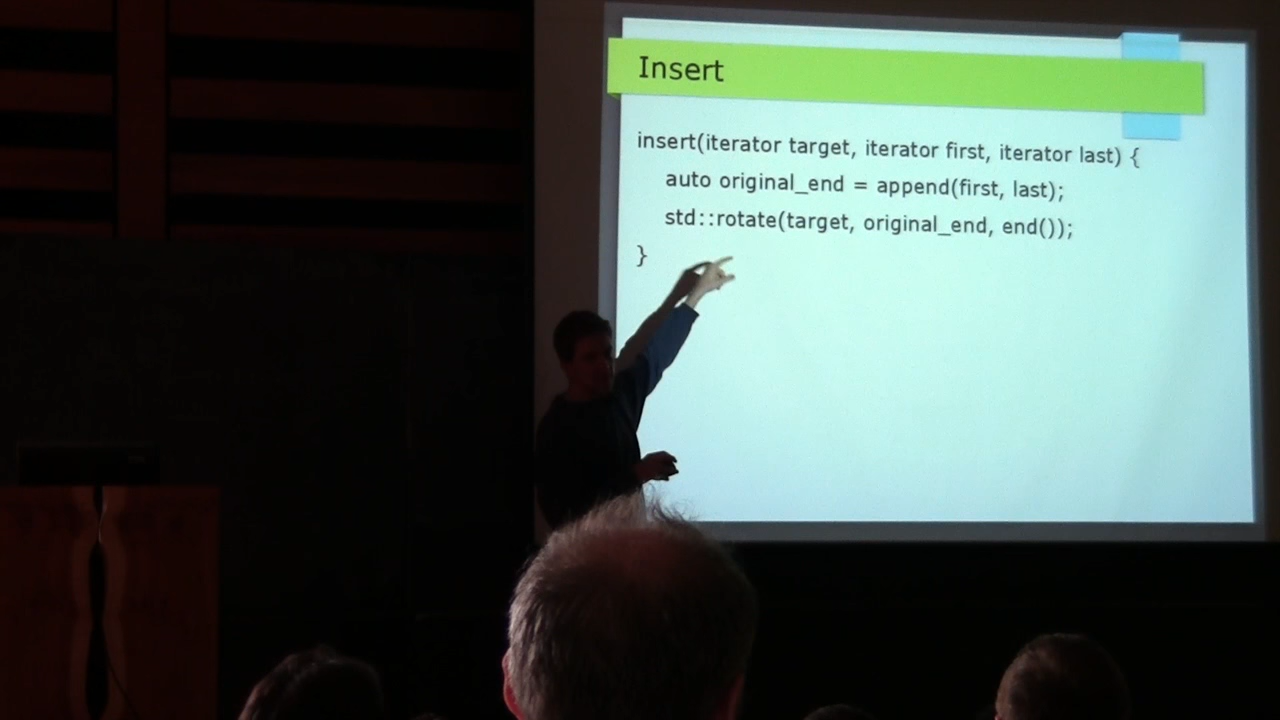 Insert
insert(iterator target, iterator first, iterator last) {
auto original_end = append(first, last);
std::rotate(target, original_end, end());
}